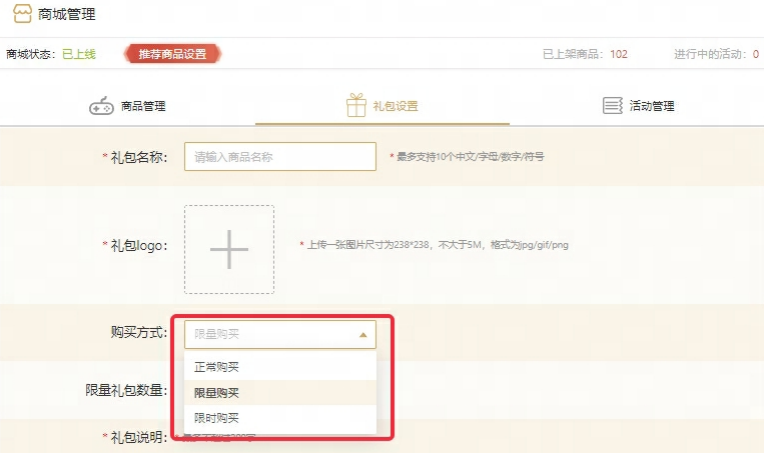 商城管理
商城状态：已上线 推荐商品设置 已上架商品：102 进行中的活动：0
商品管理 礼包设置 活动管理
* 礼包名称： 请输入商品名称 * 最多支持10个中文/字母/数字/符号
* 礼包logo： * 上传一张图片尺寸为238*238，不大于5M，格式为jpg/gif/png
购买方式： 限量购买
正常购买
限量礼包数量： 限量购买
限时购买
* 礼包说明：